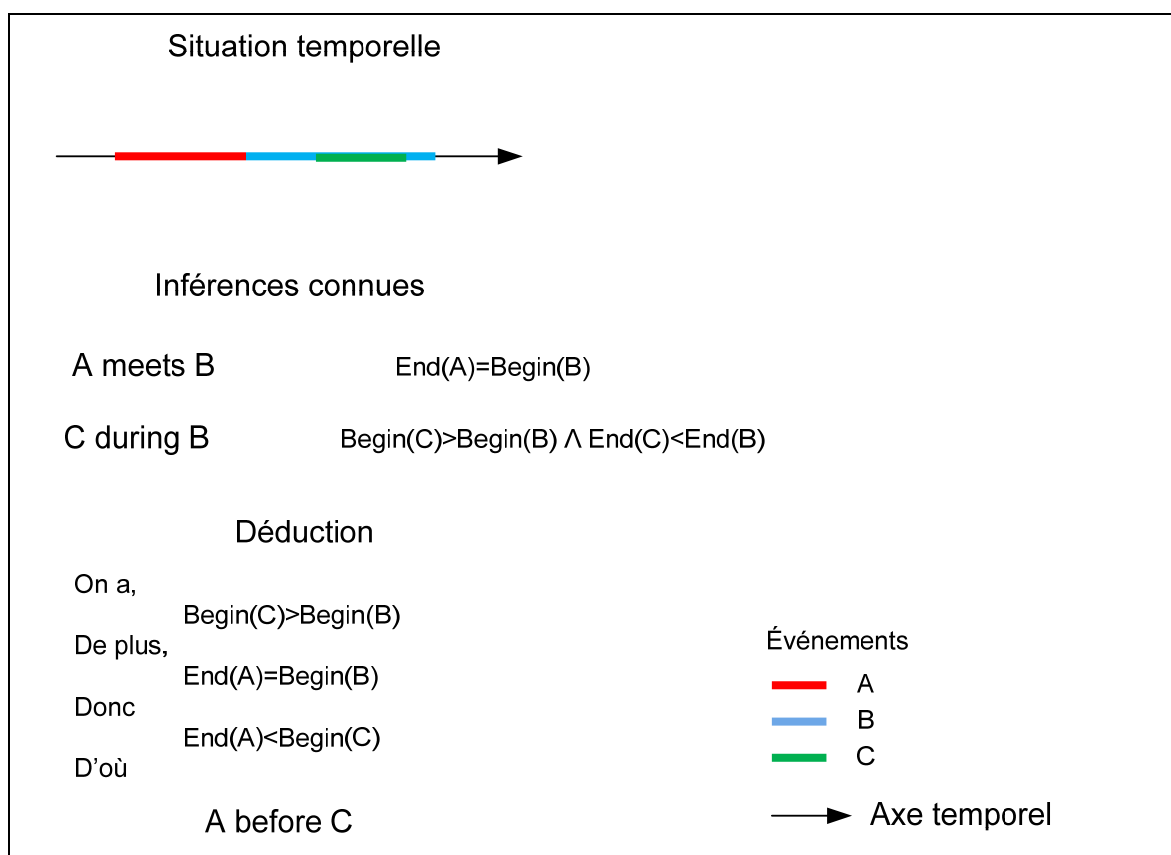 Situation temporelle
Inférences connues
A meets B End(A)=Begin(B)
C during B Begin(C)>Begin(B) Λ End(C)<End(B)
Déduction
On a,
Begin(C)>Begin(B)
De plus,
End(A)=Begin(B)
Donc
End(A)<Begin(C)
D'où
A before C
Événements
A
B
C
Axe temporel